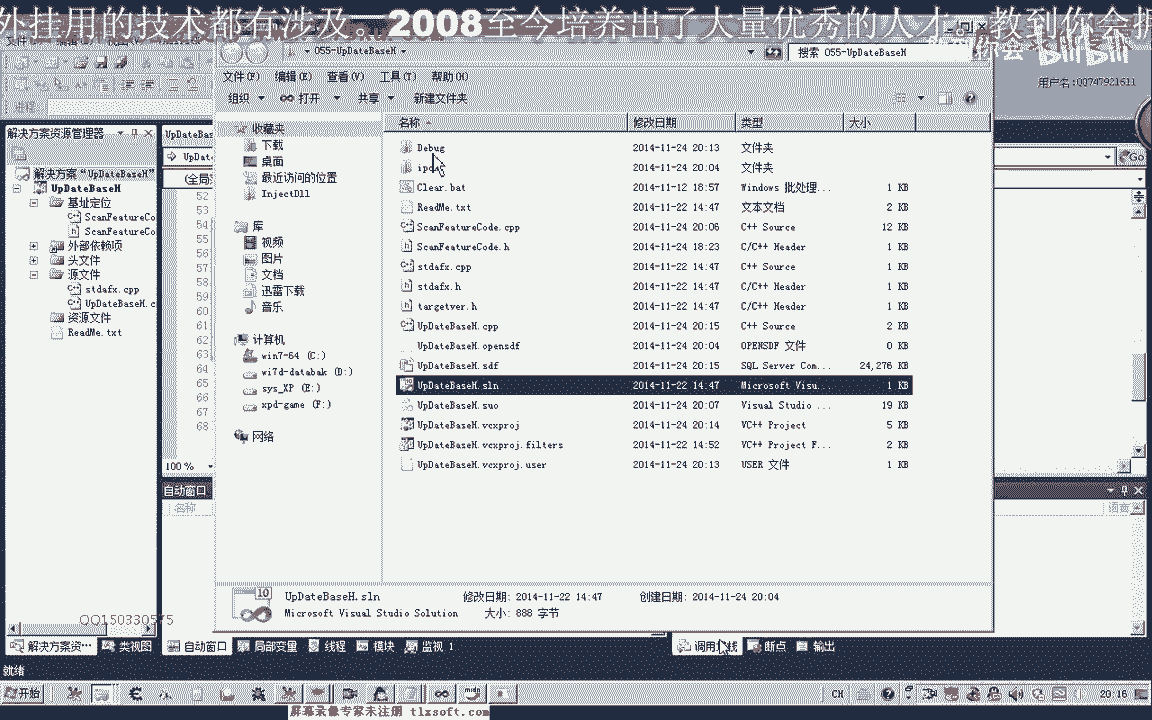 外挂用的技术都有涉及。2008至今培养出了大量优秀的人才。教到你会
bilibili
用户名:QQ747921611
055-UpDateBaseH
搜索 055-UpDateBaseH
文件(F) 编辑(E) 查看(V) 工具(T) 帮助(H)
组织 打开 共享 新建文件夹
进程
解决方案资源管理器
解决方案"UpDateBaseH"
UpDateBaseH
基址定位
ScanFeatureCo
ScanFeatureCo
外部依赖项
头文件
源文件
stdafx.cpp
UpDateBaseH.c
资源文件
ReadMe.txt
UpDateBas
UpDat
(全局
Go
52
53
54
55
56
57
58
59
60
61
62
63
64
65
66
67
68
100 %
收藏夹
下载
桌面
最近访问的位置
InjectDll
库
视频
图片
文档
迅雷下载
音乐
计算机
win7-64 (C:)
wi7d-databak (D:)
sys_XP (E:)
xpd-game (F:)
网络
名称 修改日期 类型 大小
Debug 2014-11-24 20:13 文件夹
2014-11-24 20:04 文件夹
Clear.bat 2014-11-12 18:57 Windows 批处理... 1 KB
ReadMe.txt 2014-11-22 14:47 文本文档 2 KB
ScanFeatureCode.cpp 2014-11-24 20:06 C++ Source 12 KB
ScanFeatureCode.h 2014-11-24 18:23 C/C++ Header 1 KB
stdafx.cpp 2014-11-22 14:47 C++ Source 1 KB
stdafx.h 2014-11-22 14:47 C/C++ Header 1 KB
targetver.h 2014-11-22 14:47 C/C++ Header 1 KB
UpDateBaseH.cpp 2014-11-24 20:15 C++ Source 2 KB
UpDateBaseH.opensdf 2014-11-24 20:04 OPENSDF 文件 0 KB
UpDateBaseH.sdf 2014-11-24 20:15 SQL Server Com... 24,276 KB
UpDateBaseH.sln 2014-11-22 14:47 Microsoft Visu... 1 KB
UpDateBaseH.suo 2014-11-24 20:07 Visual Studio ... 19 KB
UpDateBaseH.vcxproj 2014-11-24 20:14 VC++ Project 5 KB
UpDateBaseH.vcxproj.filters 2014-11-22 14:52 VC++ Project F... 2 KB
UpDateBaseH.vcxproj.user 2014-11-24 20:13 USER 文件 1 KB
自动窗口
名称
语言
UpDateBaseH.sln 修改日期: 2014-11-22 14:47 创建日期: 2014-11-24 20:04
Microsoft Visual Studio Solution 大小: 888 字节
QQ150330575
解决方案资... 类视图 自动窗口 局部变量 线程 模块 监视 1 断点 输出
就绪
开始
CH
20:16
屏幕录像专家未注册 tlxsoft.com